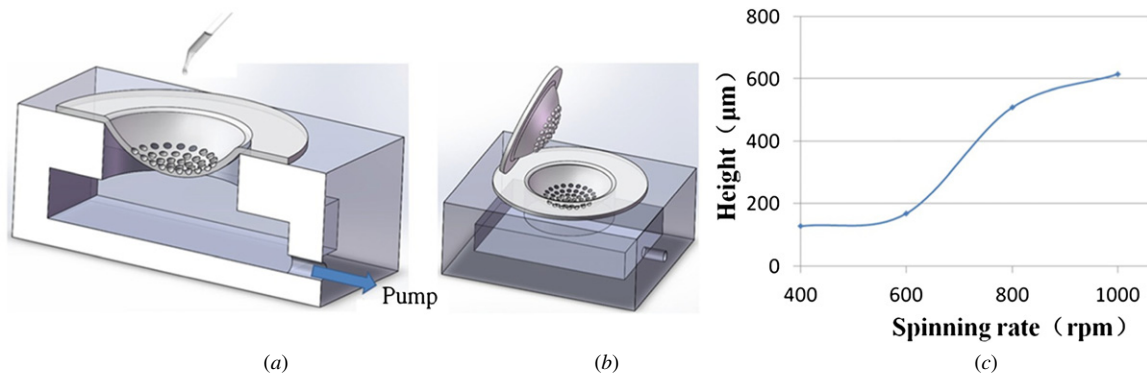 Pump
(a)
(b)
800
600
400
200
0
400 600 800 1000
Height（μm）
Spinning rate（rpm）
(c)